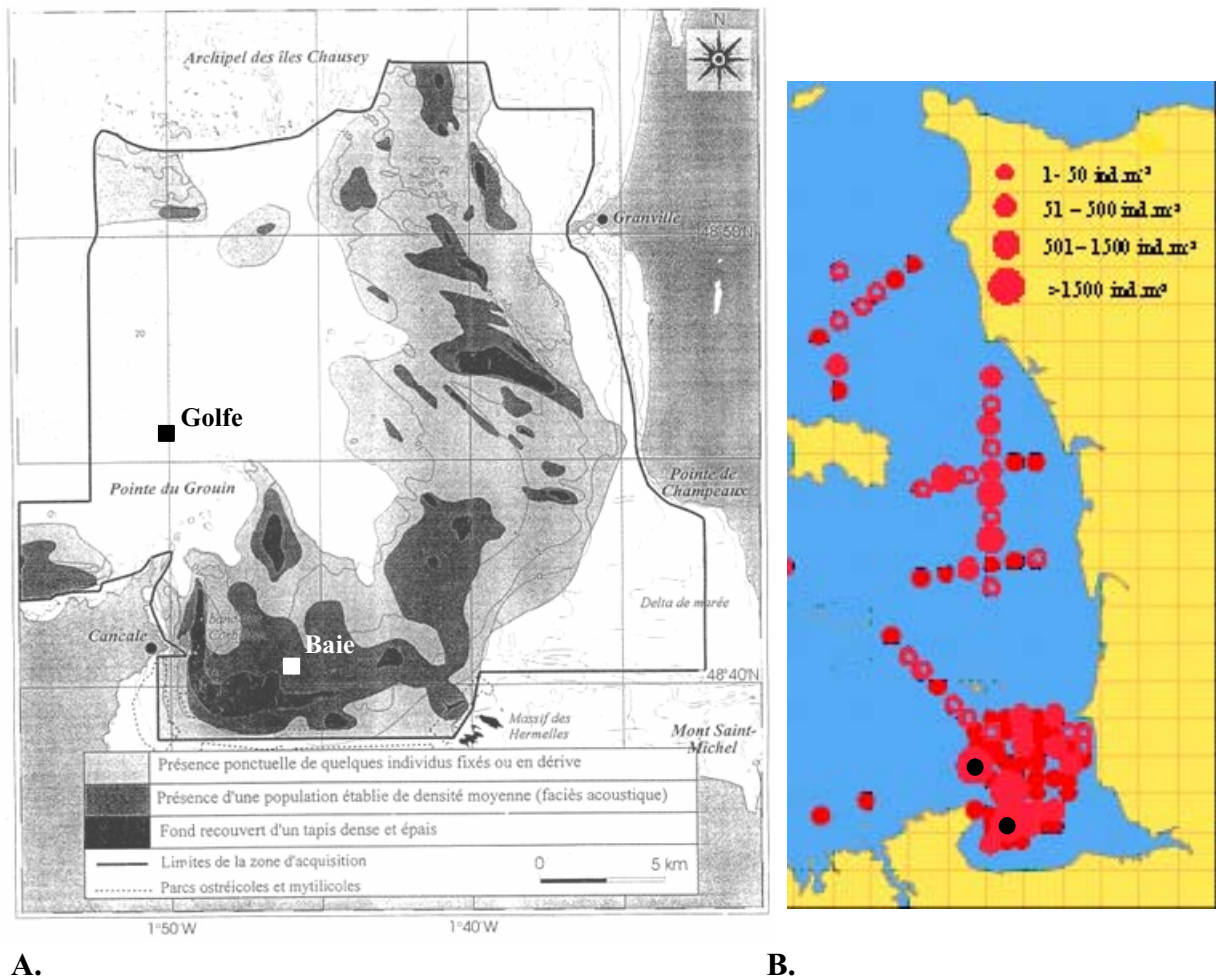 N
Archipel des îles Chausey
Granville
48°59N
20
Golfe
Pointe du Grouin
Pointe de
Champeaux
Delta de marée
Cancale
Baie
48°40'N
Massif des
Hermelles
Mont Saint-
Michel
Présence ponctuelle de quelques individus fixés ou en dérive
Présence d'une population établie de densité moyenne (faciès acoustique)
Fond recouvert d'un tapis dense et épais
Limites de la zone d'acquisition
Parcs ostréicoles et mytilicoles
0 5 km
1°50'W 1°40'W
A.
1- 50 ind.m⁻²
51 – 500 ind.m²
501– 1500 ind.m²
>1500 ind.m²
B.